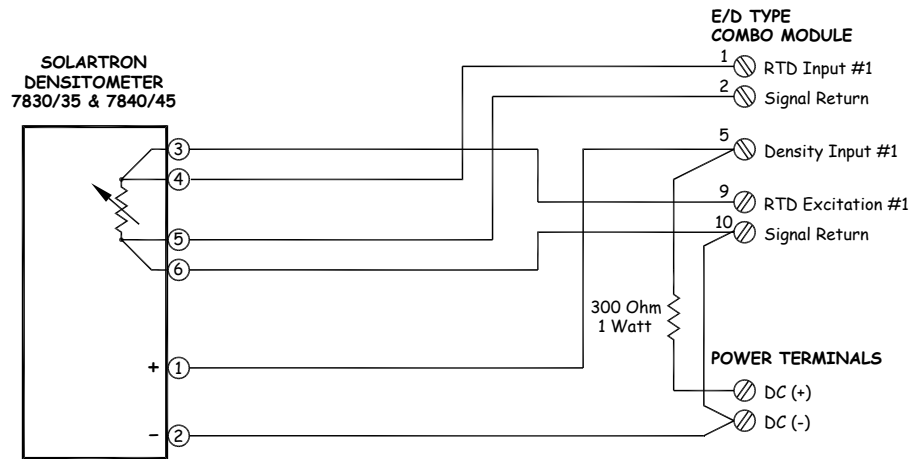 SOLARTRON
DENSITOMETER
7830/35 & 7840/45
E/D TYPE
COMBO MODULE
1 RTD Input #1
2 Signal Return
5 Density Input #1
9 RTD Excitation #1
10 Signal Return
3
4
5
6
300 Ohm
1 Watt
POWER TERMINALS
+ 1
DC (+)
DC (-)
− 2